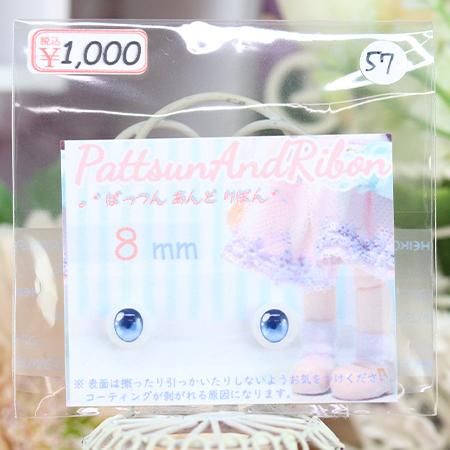 税込
¥1,000
57
PattsunAndRibon
ぱっつん あんど りぼん
8 mm
HEIKO
※ 表面は擦ったり引っかいたりしないようお気をつけください
コーティングが剥がれる原因になります。